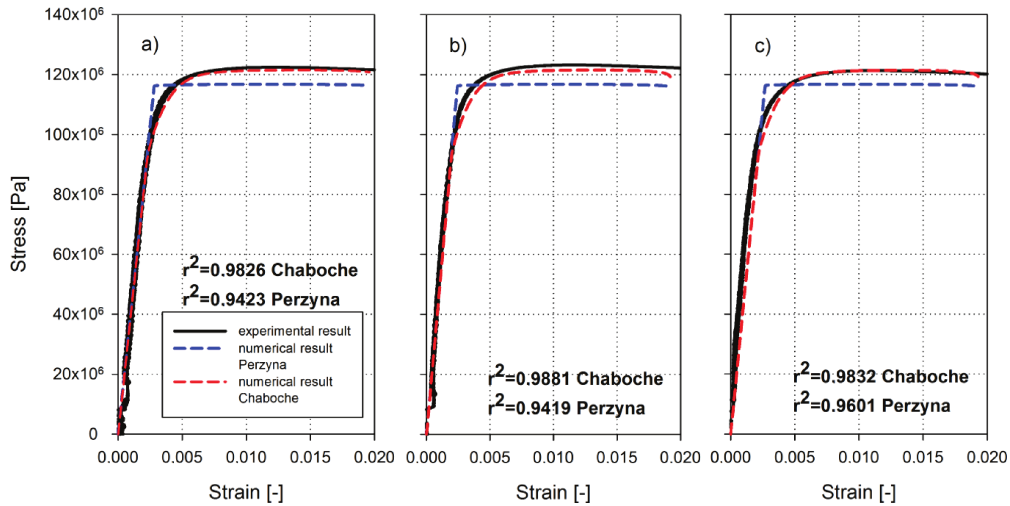 140x10⁶
120x10⁶
100x10⁶
80x10⁶
60x10⁶
40x10⁶
20x10⁶
0
Stress [Pa]
a)
r²=0.9826 Chaboche
r²=0.9423 Perzyna
experimental result
numerical result
Perzyna
numerical result
Chaboche
0.000 0.005 0.010 0.015 0.020
Strain [-]
b)
r²=0.9881 Chaboche
r²=0.9419 Perzyna
0.000 0.005 0.010 0.015 0.020
Strain [-]
c)
r²=0.9832 Chaboche
r²=0.9601 Perzyna
0.000 0.005 0.010 0.015 0.020
Strain [-]